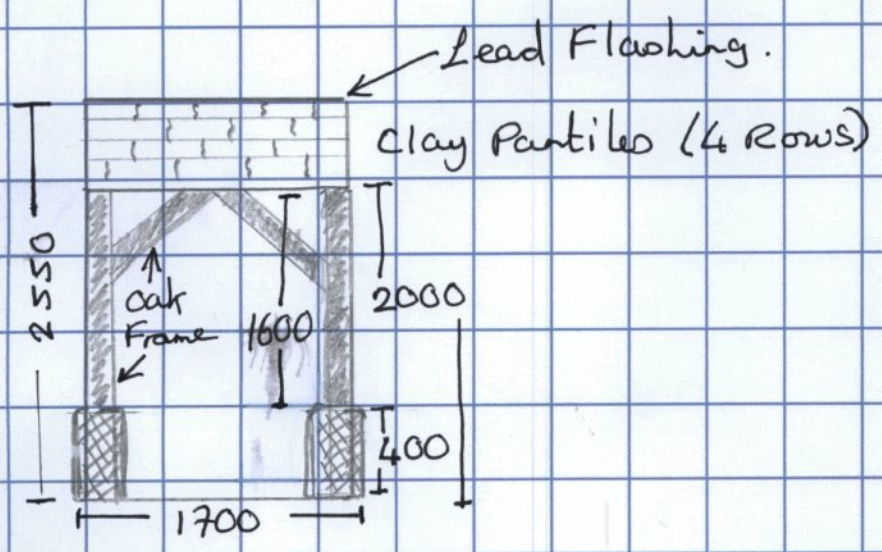 Lead Flashing.
Clay Pantiles (4 Rows)
2550
Oak
Frame
1600
2000
400
1700